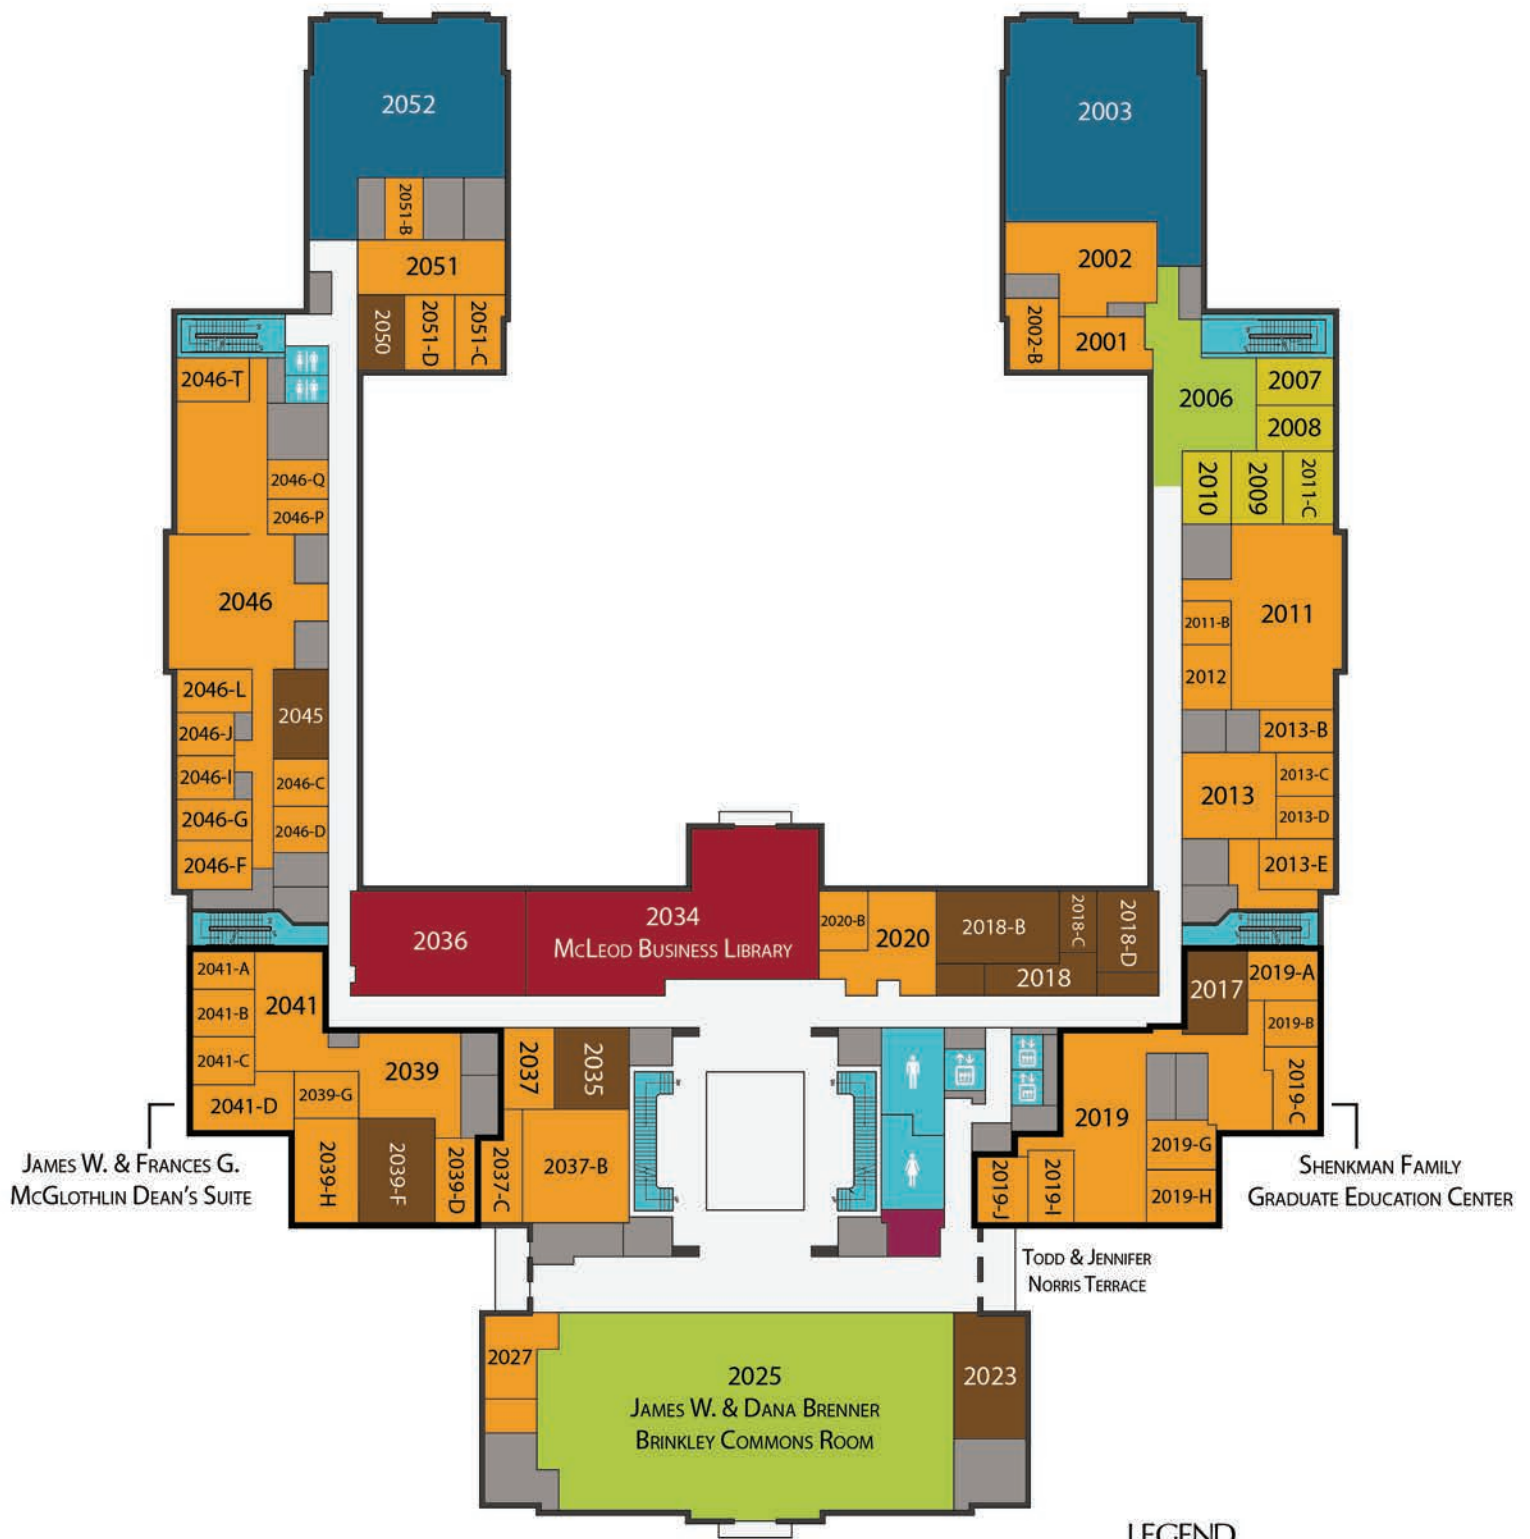 2052
2003
2051-B
2051
2002
2050
2051-D
2051-C
2002-B
2001
2046-T
2006
2007
2008
2046-Q
2046-P
2010
2009
2011-C
2046
2011
2011-B
2012
2046-L
2045
2046-J
2013-B
2046-I
2046-C
2013
2013-C
2046-G
2046-D
2013-D
2046-F
2013-E
2036
2034
McLeod Business Library
2020-B
2020
2018-B
2018-C
2018-D
2018
2041-A
2041
2041-B
2041-C
2041-D
2039
2039-G
2039-H
2039-F
2039-D
2037
2035
2037-C
2037-B
2017
2019-A
2019-B
2019-C
2019
2019-G
2019-H
2019-I
2019-J
James W. & Frances G.
McGlothlin Dean's Suite
Shenkman Family
Graduate Education Center
Todd & Jennifer
Norris Terrace
2027
2025
James W. & Dana Brenner
Brinkley Commons Room
2023
LEGEND